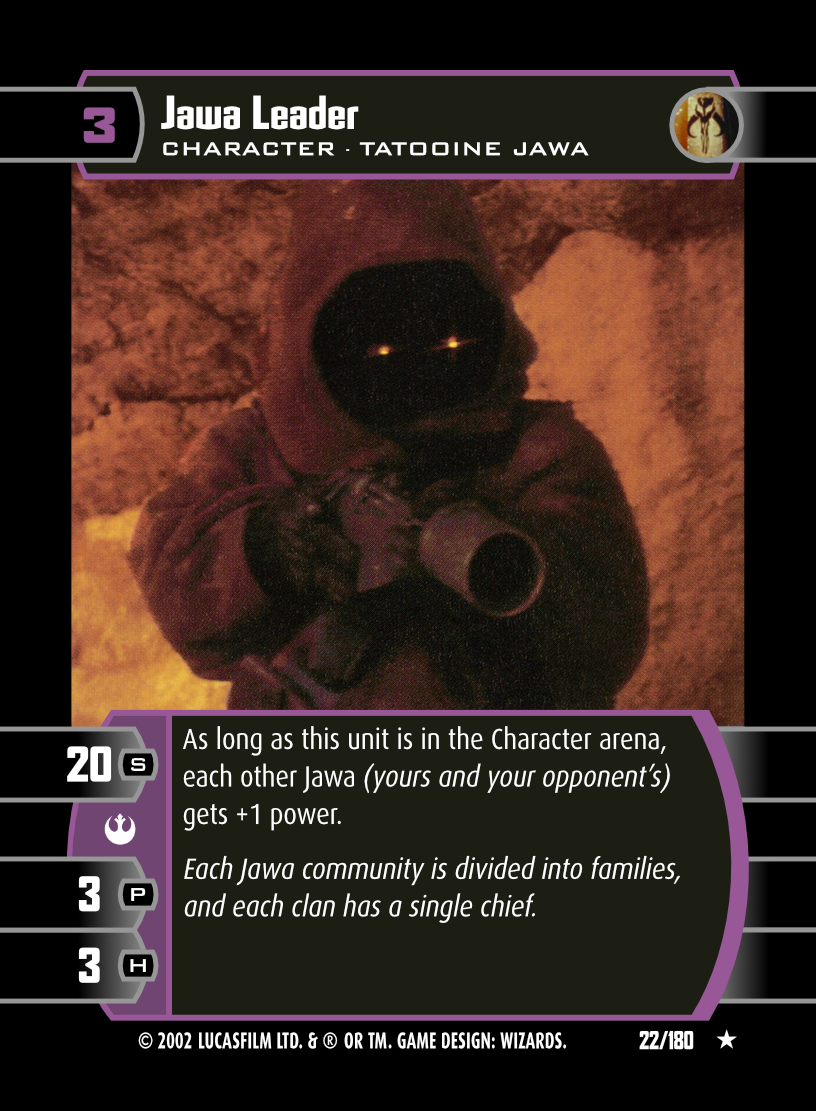 3
Jawa Leader
CHARACTER · TATOOINE JAWA
As long as this unit is in the Character arena,
each other Jawa (yours and your opponent's)
gets +1 power.
Each Jawa community is divided into families,
and each clan has a single chief.
20 S
3 P
3 H
© 2002 LUCASFILM LTD. & ® OR TM. GAME DESIGN: WIZARDS. 22/180 ★